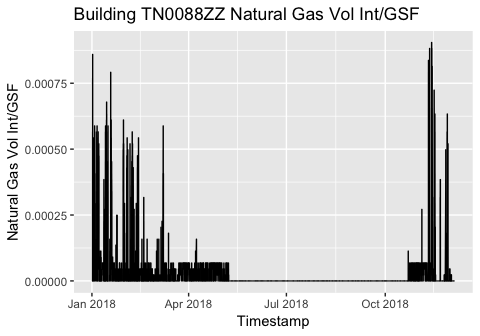 Building TN0088ZZ Natural Gas Vol Int/GSF
Natural Gas Vol Int/GSF
0.00075
0.00050
0.00025
0.00000
Jan 2018
Apr 2018
Jul 2018
Oct 2018
Timestamp